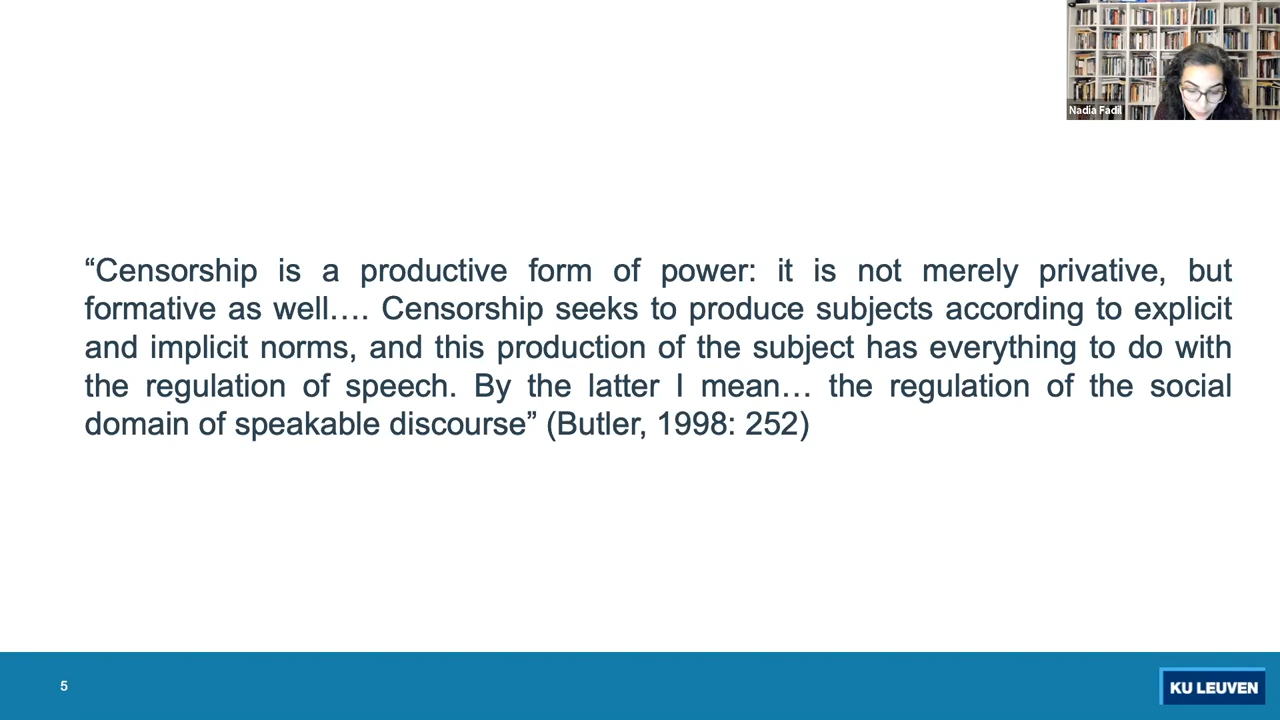 Nadia Fadil
“Censorship is a productive form of power: it is not merely privative, but
formative as well…. Censorship seeks to produce subjects according to explicit
and implicit norms, and this production of the subject has everything to do with
the regulation of speech. By the latter I mean… the regulation of the social
domain of speakable discourse” (Butler, 1998: 252)
5
KU LEUVEN